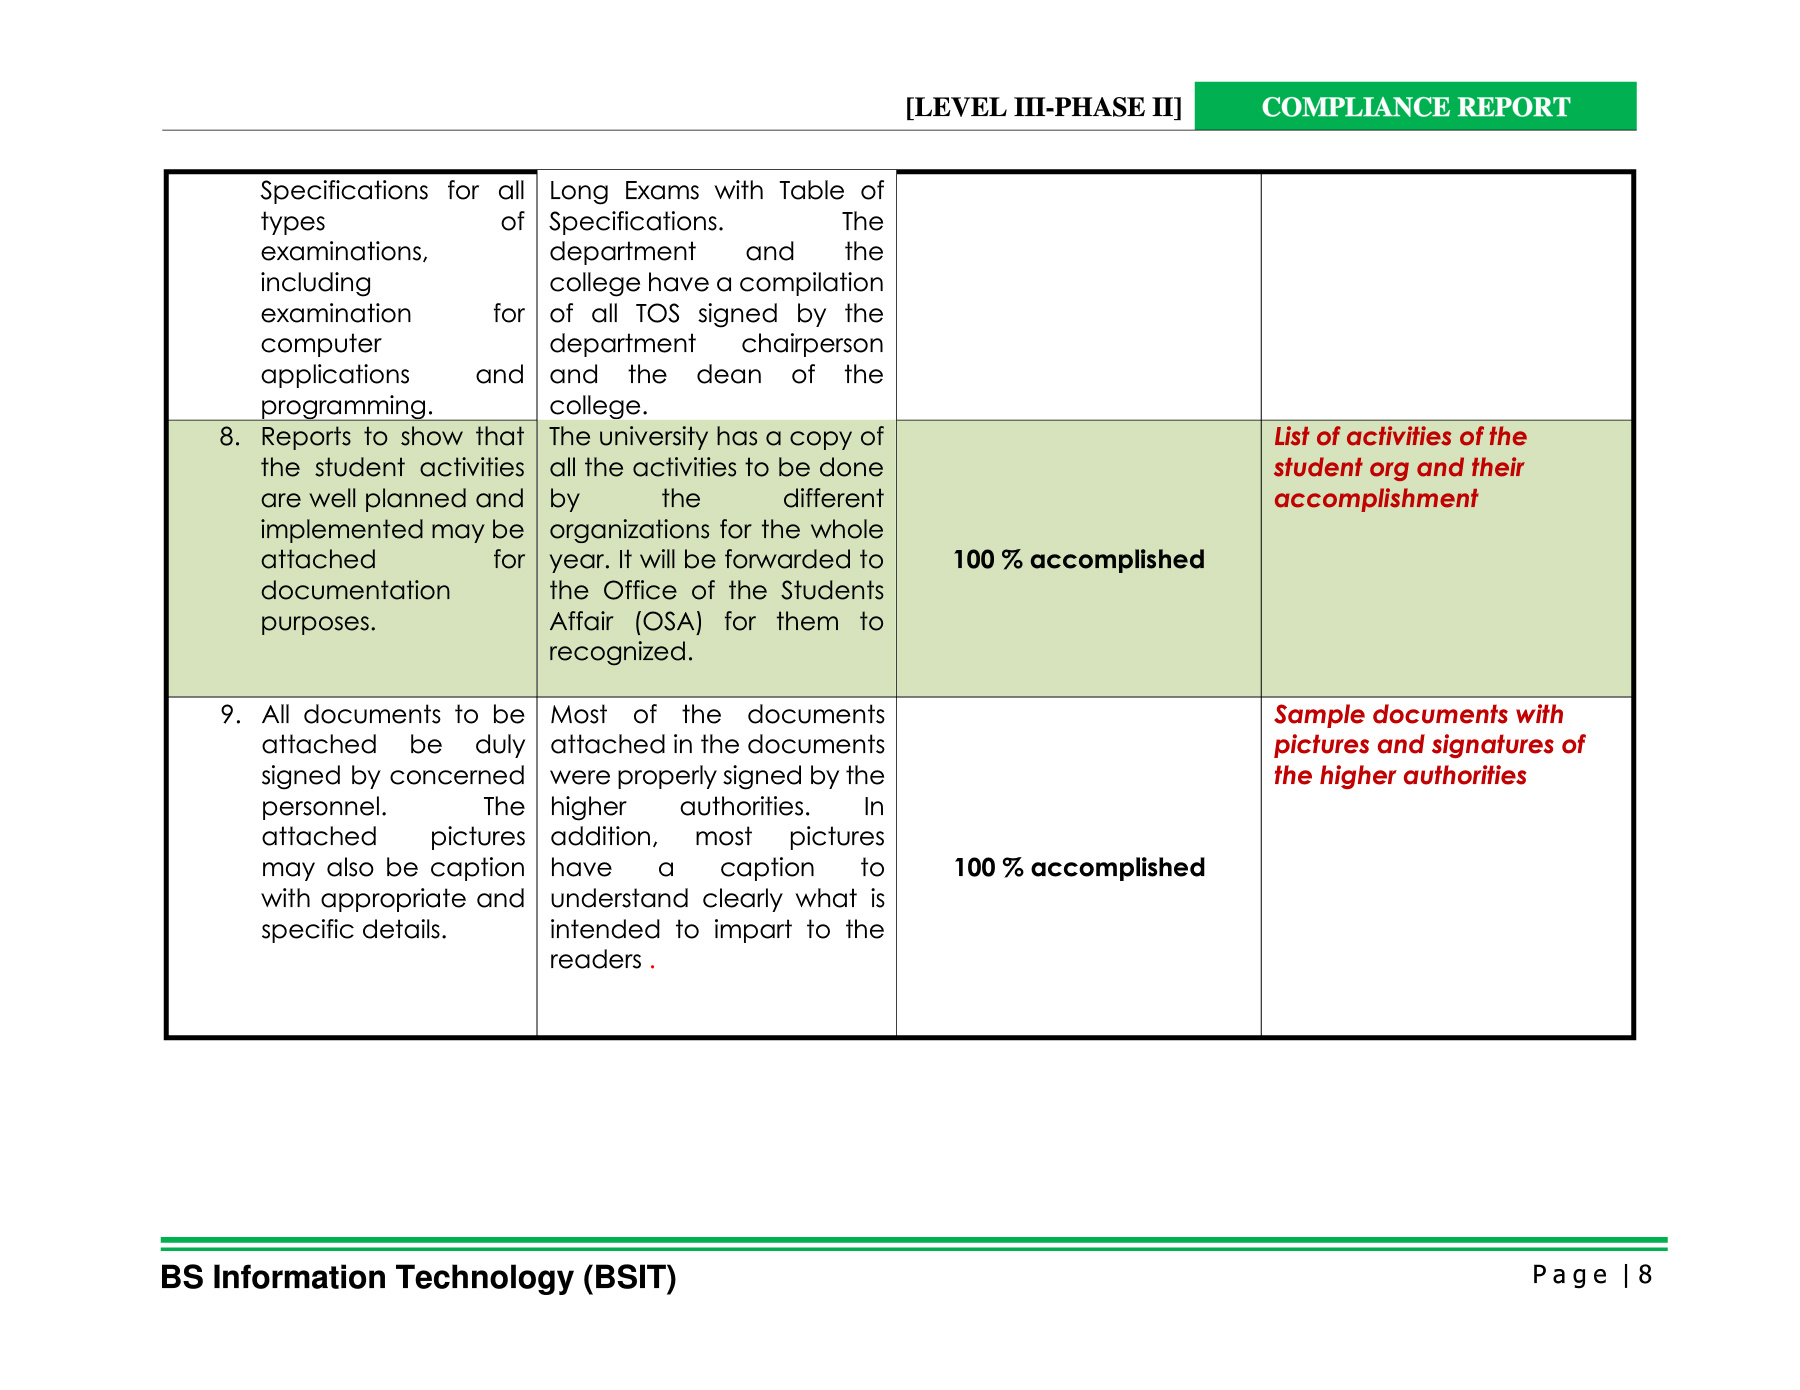 [LEVEL III-PHASE II] COMPLIANCE REPORT
Specifications for all
types of
examinations,
including
examination for
computer
applications and
programming.
Long Exams with Table of
Specifications. The
department and the
college have a compilation
of all TOS signed by the
department chairperson
and the dean of the
college.
8. Reports to show that
the student activities
are well planned and
implemented may be
attached for
documentation
purposes.
The university has a copy of
all the activities to be done
by the different
organizations for the whole
year. It will be forwarded to
the Office of the Students
Affair (OSA) for them to
recognized.
100 % accomplished
List of activities of the
student org and their
accomplishment
9. All documents to be
attached be duly
signed by concerned
personnel. The
attached pictures
may also be caption
with appropriate and
specific details.
Most of the documents
attached in the documents
were properly signed by the
higher authorities. In
addition, most pictures
have a caption to
understand clearly what is
intended to impart to the
readers .
100 % accomplished
Sample documents with
pictures and signatures of
the higher authorities
BS Information Technology (BSIT)
Page | 8